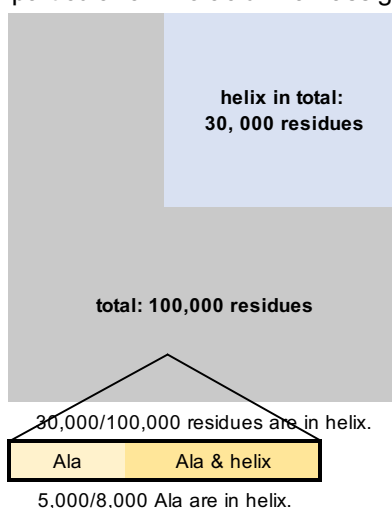 helix in total:
30, 000 residues
total: 100,000 residues
30,000/100,000 residues are in helix.
Ala
Ala & helix
5,000/8,000 Ala are in helix.